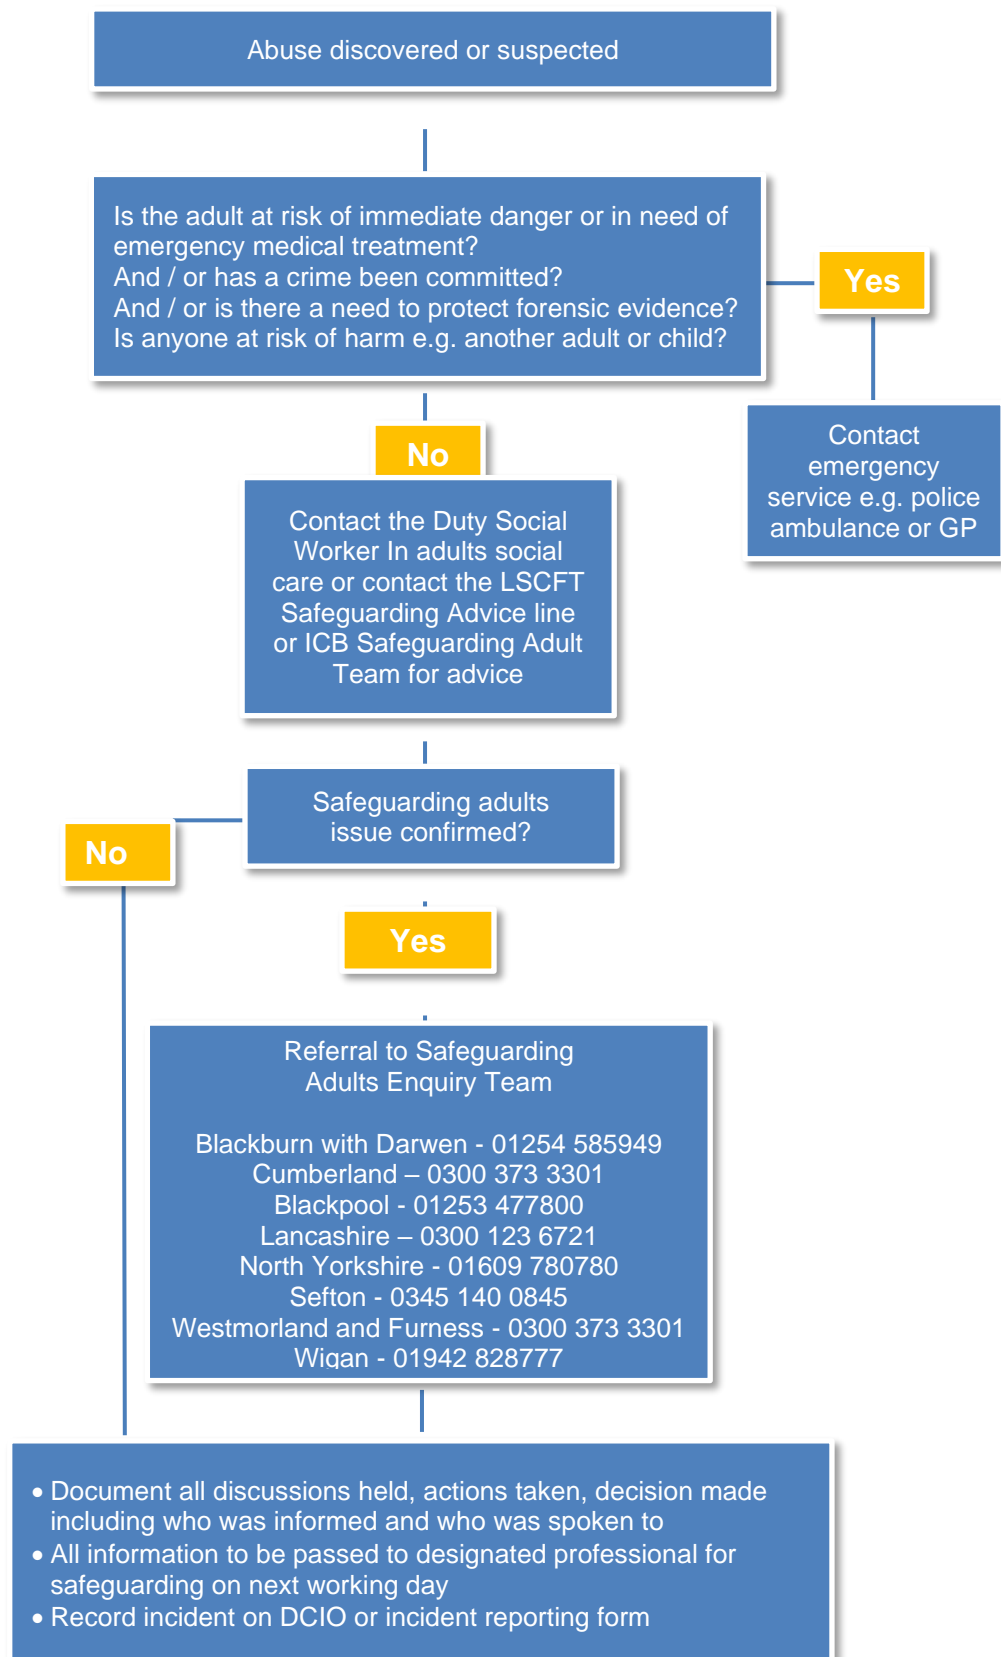 Abuse discovered or suspected
Is the adult at risk of immediate danger or in need of
emergency medical treatment?
And / or has a crime been committed?
And / or is there a need to protect forensic evidence?
Is anyone at risk of harm e.g. another adult or child?
Yes
Contact
emergency
service e.g. police
ambulance or GP
No
Contact the Duty Social
Worker In adults social
care or contact the LSCFT
Safeguarding Advice line
or ICB Safeguarding Adult
Team for advice
Safeguarding adults
issue confirmed?
No
Yes
Referral to Safeguarding
Adults Enquiry Team
Blackburn with Darwen - 01254 585949
Cumberland – 0300 373 3301
Blackpool - 01253 477800
Lancashire – 0300 123 6721
North Yorkshire - 01609 780780
Sefton - 0345 140 0845
Westmorland and Furness - 0300 373 3301
Wigan - 01942 828777
• Document all discussions held, actions taken, decision made
including who was informed and who was spoken to
• All information to be passed to designated professional for
safeguarding on next working day
• Record incident on DCIO or incident reporting form